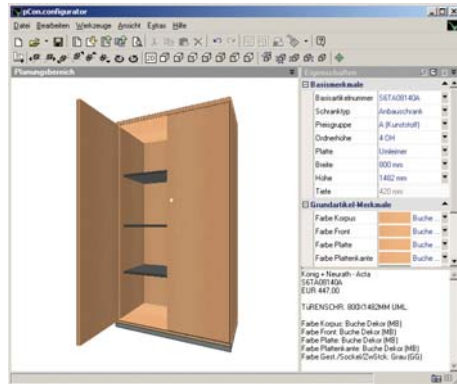 pCon.configurator
Datei Bearbeiten Werkzeuge Ansicht Extras Hilfe
Planungsbereich
Eigenschaften
Basismerkmale
Basisartikelnummer S6TA08140A
Schranktyp Anbauschrank
Preisgruppe A (Kunststoff)
Ordnerhöhe 4 OH
Platte Umleimer
Breite 800 mm
Höhe 1482 mm
Tiefe 420 mm
Grundartikel-Merkmale
Farbe Korpus Buche ...
Farbe Front Buche ...
Farbe Platte Buche ...
Farbe Plattenkante Buche ...
König + Neurath - Acta
S6TA08140A
EUR 447,00
TüRENSCHR. 800X1482MM UML.
Farbe Korpus: Buche Dekor (MB)
Farbe Front: Buche Dekor (MB)
Farbe Platte: Buche Dekor (MB)
Farbe Plattenkante: Buche Dekor (MB)
Farbe Gest./Sockel/ZwStck. Grau (GG)